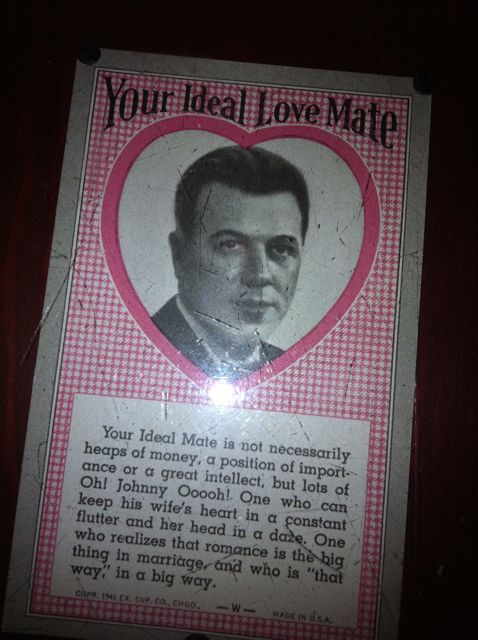 Your Ideal Love Mate
Your Ideal Mate is not necessarily
heaps of money, a position of import-
ance or a great intellect, but lots of
Oh! Johnny Ooooh! One who can
keep his wife's heart in a constant
flutter and her head in a daze. One
who realizes that romance is the big
thing in marriage, and who is "that
way," in a big way.
COPR. 1941 EX. SUP. CO., CHGO.,
—W—
MADE IN U.S.A.